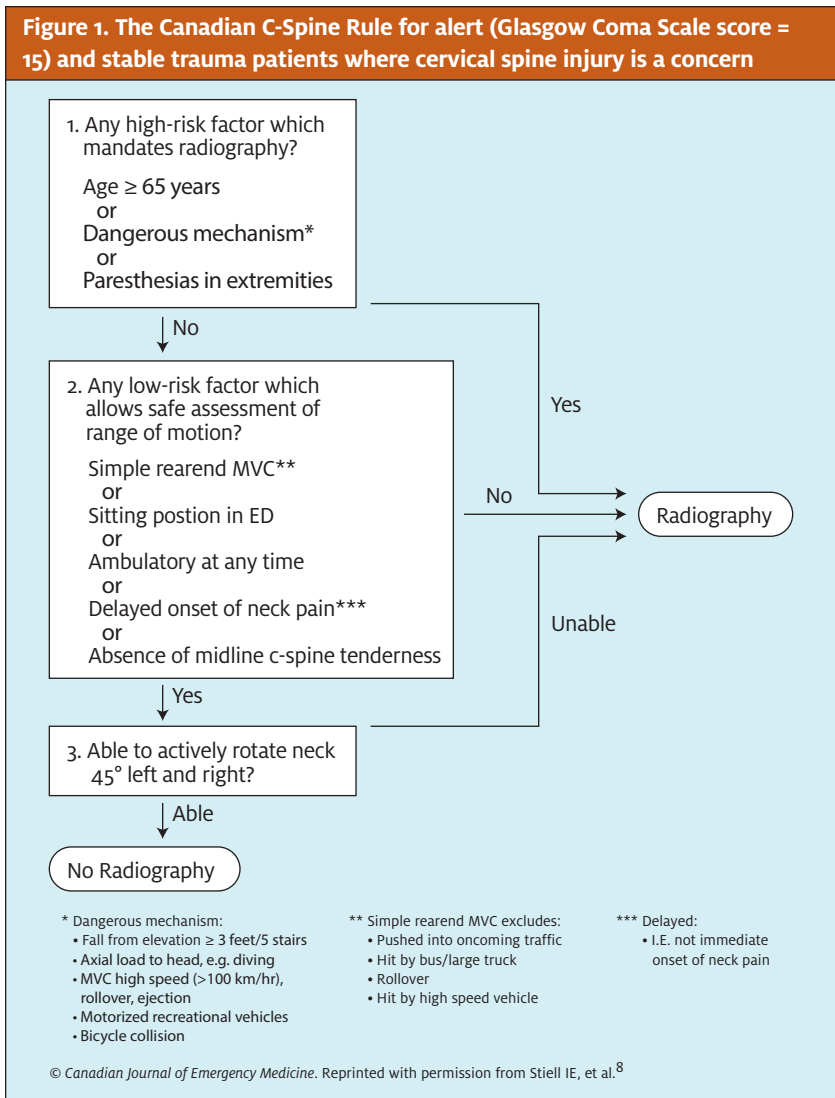 Figure 1. The Canadian C-Spine Rule for alert (Glasgow Coma Scale score =
15) and stable trauma patients where cervical spine injury is a concern
1. Any high-risk factor which
mandates radiography?
Age ≥ 65 years
or
Dangerous mechanism*
or
Paresthasias in extremities
No
Yes
2. Any low-risk factor which
allows safe assessment of
range of motion?
Simple rearend MVC**
or
Sitting postion in ED
or
Ambulatory at any time
or
Delayed onset of neck pain***
or
Absence of midline c-spine tenderness
No
Radiography
Unable
Yes
3. Able to actively rotate neck
45° left and right?
Able
No Radiography
* Dangerous mechanism:
• Fall from elevation ≥ 3 feet/5 stairs
• Axial load to head, e.g. diving
• MVC high speed (>100 km/hr),
rollover, ejection
• Motorized recreational vehicles
• Bicycle collision
** Simple rearend MVC excludes:
• Pushed into oncoming traffic
• Hit by bus/large truck
• Rollover
• Hit by high speed vehicle
*** Delayed:
• I.E. not immediate
onset of neck pain
© Canadian Journal of Emergency Medicine. Reprinted with permission from Stiell IE, et al.8